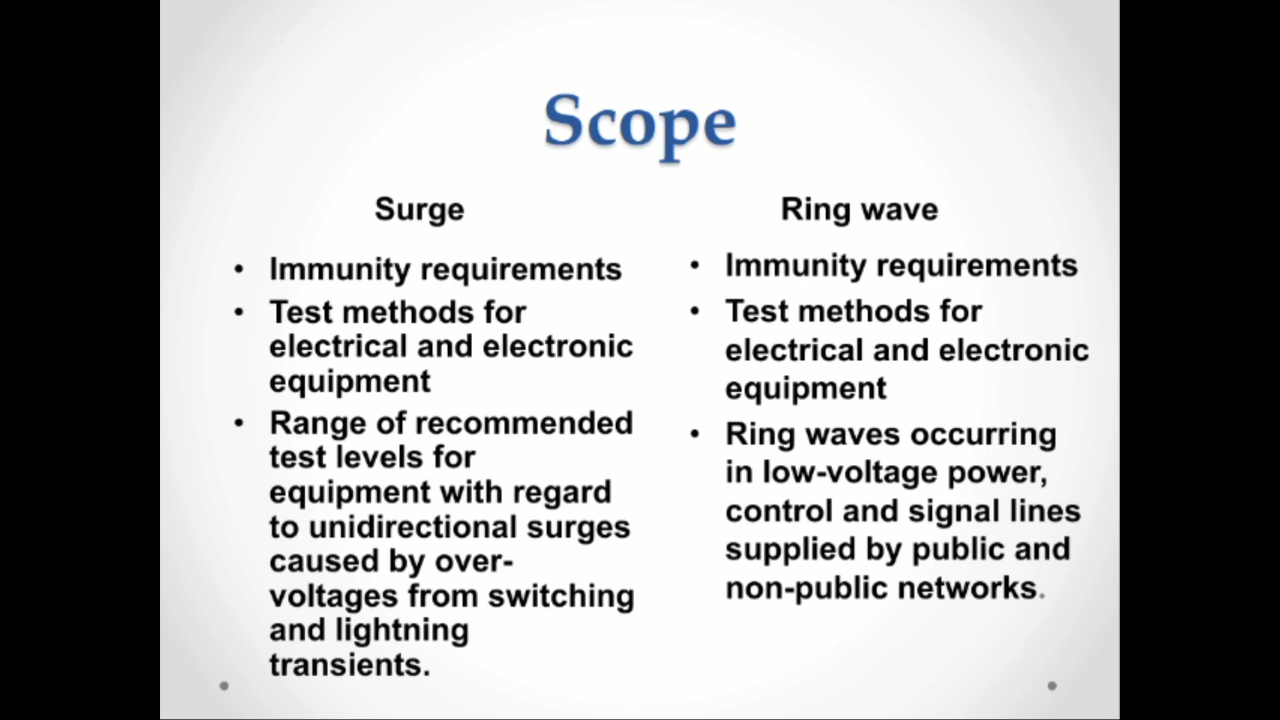 Scope
Surge
• Immunity requirements
• Test methods for
electrical and electronic
equipment
• Range of recommended
test levels for
equipment with regard
to unidirectional surges
caused by over-
voltages from switching
and lightning
transients.
Ring wave
• Immunity requirements
• Test methods for
electrical and electronic
equipment
• Ring waves occurring
in low-voltage power,
control and signal lines
supplied by public and
non-public networks.